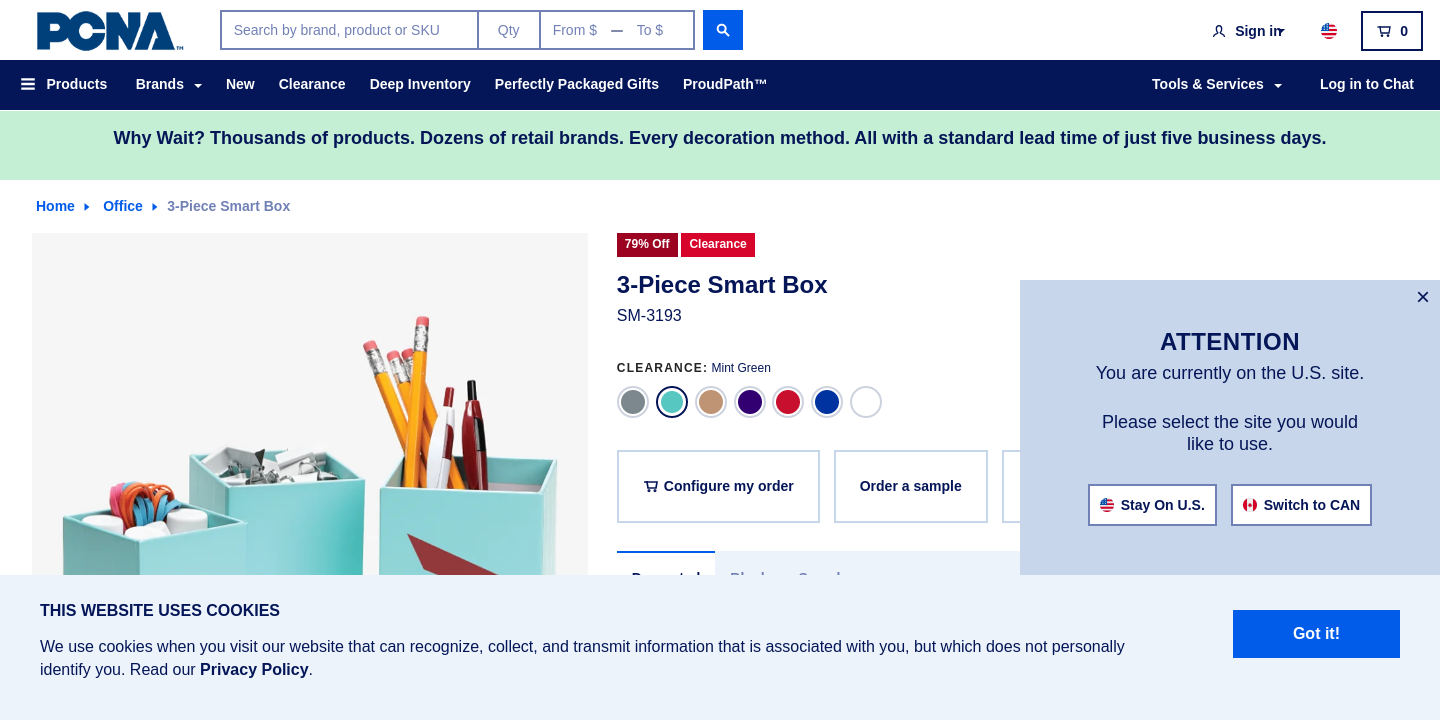 PCNA™
Search by brand, product or SKU
Qty
From $ — To $
Sign in
0
Products
Brands
New
Clearance
Deep Inventory
Perfectly Packaged Gifts
ProudPath™
Tools & Services
Log in to Chat
Why Wait? Thousands of products. Dozens of retail brands. Every decoration method. All with a standard lead time of just five business days.
Home
Office
3-Piece Smart Box
79% Off
Clearance
3-Piece Smart Box
SM-3193
CLEARANCE: Mint Green
Configure my order
Order a sample
×
ATTENTION
You are currently on the U.S. site.
Please select the site you would
like to use.
Stay On U.S.
Switch to CAN
THIS WEBSITE USES COOKIES
We use cookies when you visit our website that can recognize, collect, and transmit information that is associated with you, but which does not personally
identify you. Read our Privacy Policy.
Got it!